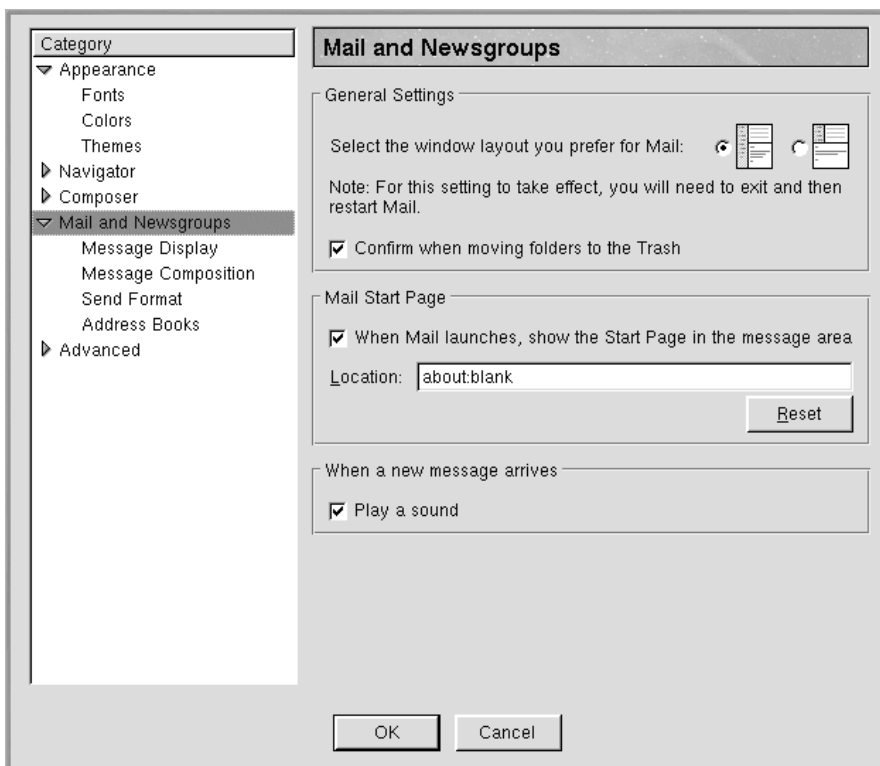 Category
Appearance
Fonts
Colors
Themes
Navigator
Composer
Mail and Newsgroups
Message Display
Message Composition
Send Format
Address Books
Advanced
Mail and Newsgroups
General Settings
Select the window layout you prefer for Mail:
Note: For this setting to take effect, you will need to exit and then
restart Mail.
Confirm when moving folders to the Trash
Mail Start Page
When Mail launches, show the Start Page in the message area
Location: about:blank
Reset
When a new message arrives
Play a sound
OK Cancel